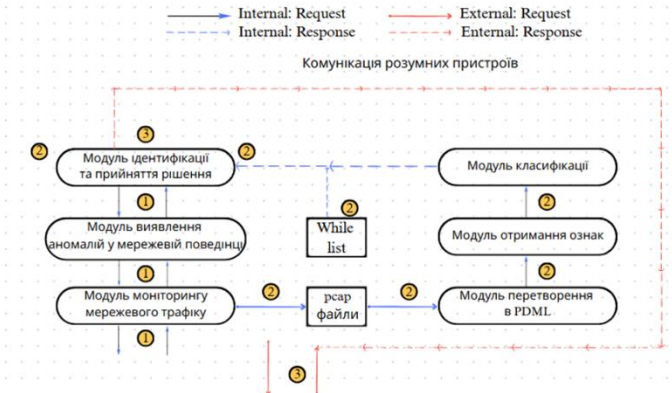 Internal: Request
External: Request
Internal: Response
Enternal: Response
Комунікація розумних пристроїв
3
2
2
Модуль ідентифікації
та прийняття рішення
Модуль класифікації
1
2
2
Модуль виявлення
аномалій у мережевій поведінці
While
list
Модуль отримання ознак
1
2
2
2
Модуль моніторингу
мережевого трафіку
pcap
файли
Модуль перетворення
в PDML
1
3